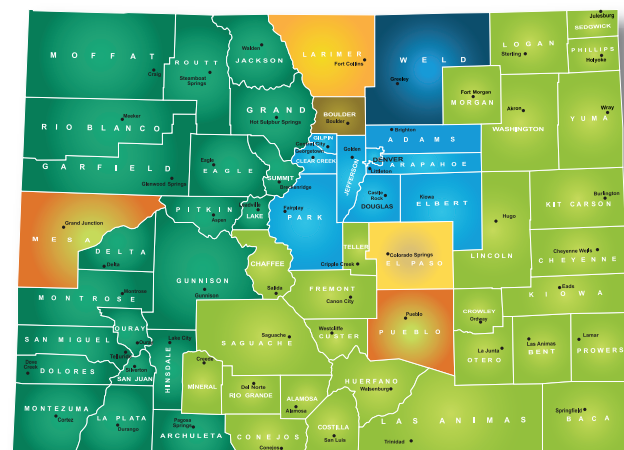 Julesburg
SEDGWICK
MOFFAT
Craig
ROUTT
Steamboat
Springs
Walden
JACKSON
LARIMER
Fort Collins
WELD
Greeley
LOGAN
Sterling
PHILLIPS
Holyoke
Fort Morgan
MORGAN
RIO BLANCO
Meeker
GRAND
Hot Sulphur Springs
BOULDER
Boulder
Akron
WASHINGTON
Wray
YUMA
GILPIN
Central City
Georgetown
CLEAR CREEK
Golden
JEFFERSON
Brighton
ADAMS
DENVER
ARAPAHOE
Littleton
GARFIELD
Glenwood Springs
Eagle
EAGLE
SUMMIT
Breckenridge
Castle
Rock
DOUGLAS
Kiowa
ELBERT
Burlington
KIT CARSON
MESA
Grand Junction
PITKIN
Aspen
LAKE
Fairplay
PARK
TELLER
Cripple Creek
Colorado Springs
EL PASO
Hugo
LINCOLN
Cheyenne Wells
CHEYENNE
DELTA
Delta
GUNNISON
Gunnison
CHAFFEE
Salida
FREMONT
Canon City
Pueblo
PUEBLO
CROWLEY
Ordway
Eads
KIOWA
MONTROSE
Montrose
OURAY
Lake City
HINSDALE
Saguache
SAGUACHE
Westcliffe
CUSTER
La Junta
OTERO
Las Animas
BENT
Lamar
PROWERS
SAN MIGUEL
DOLORES
Silverton
SAN JUAN
Creede
MINERAL
Del Norte
RIO GRANDE
ALAMOSA
Alamosa
HUERFANO
Walsenburg
MONTEZUMA
Cortez
LA PLATA
Durango
Pagosa
Springs
ARCHULETA
CONEJOS
Conejos
COSTILLA
San Luis
LAS ANIMAS
Trinidad
Springfield
BACA